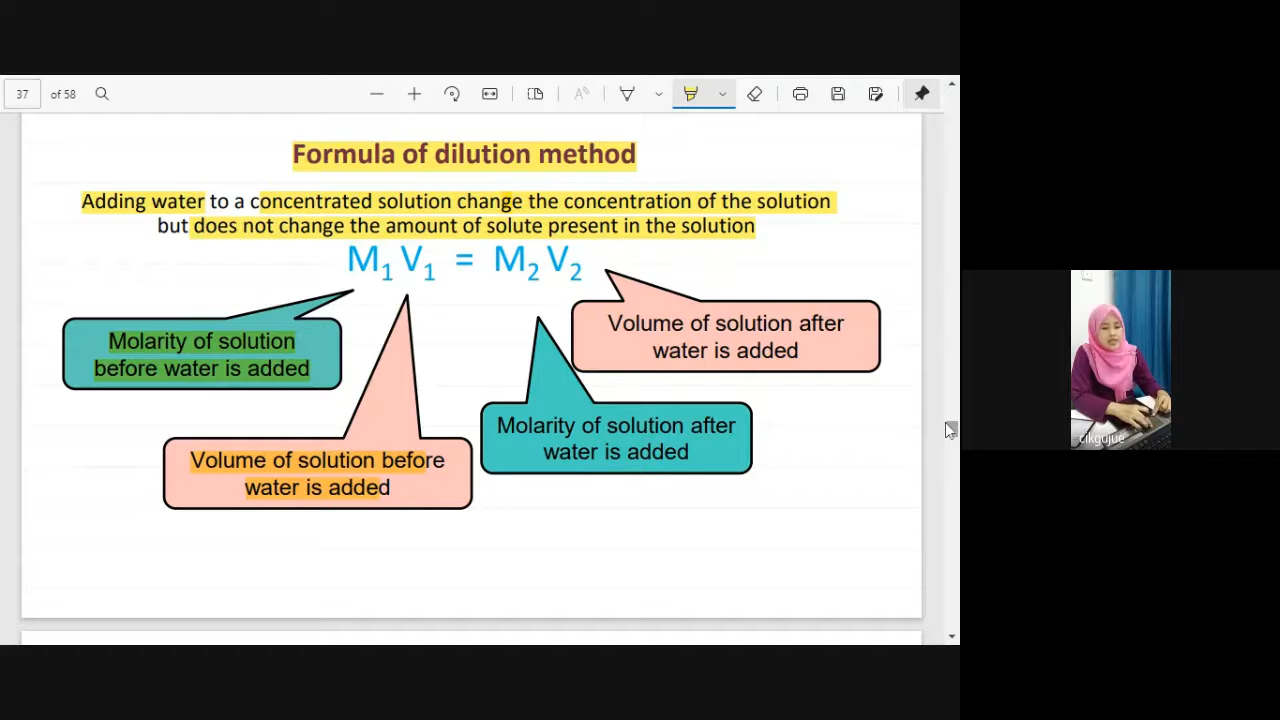 37 of 58
Formula of dilution method
Adding water to a concentrated solution change the concentration of the solution
but does not change the amount of solute present in the solution
M₁ V₁ = M₂ V₂
Molarity of solution
before water is added
Volume of solution after
water is added
Molarity of solution after
water is added
Volume of solution before
water is added
cikgujue